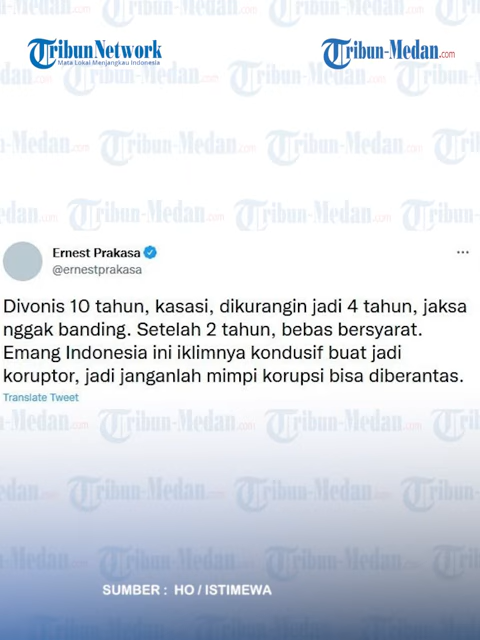 TribunNetwork
Mata Lokal Menjangkau Indonesia
Tribun-Medan.com
Ernest Prakasa
@ernestprakasa
Divonis 10 tahun, kasasi, dikurangin jadi 4 tahun, jaksa
nggak banding. Setelah 2 tahun, bebas bersyarat.
Emang Indonesia ini iklimnya kondusif buat jadi
koruptor, jadi janganlah mimpi korupsi bisa diberantas.
Translate Tweet
SUMBER : HO / ISTIMEWA